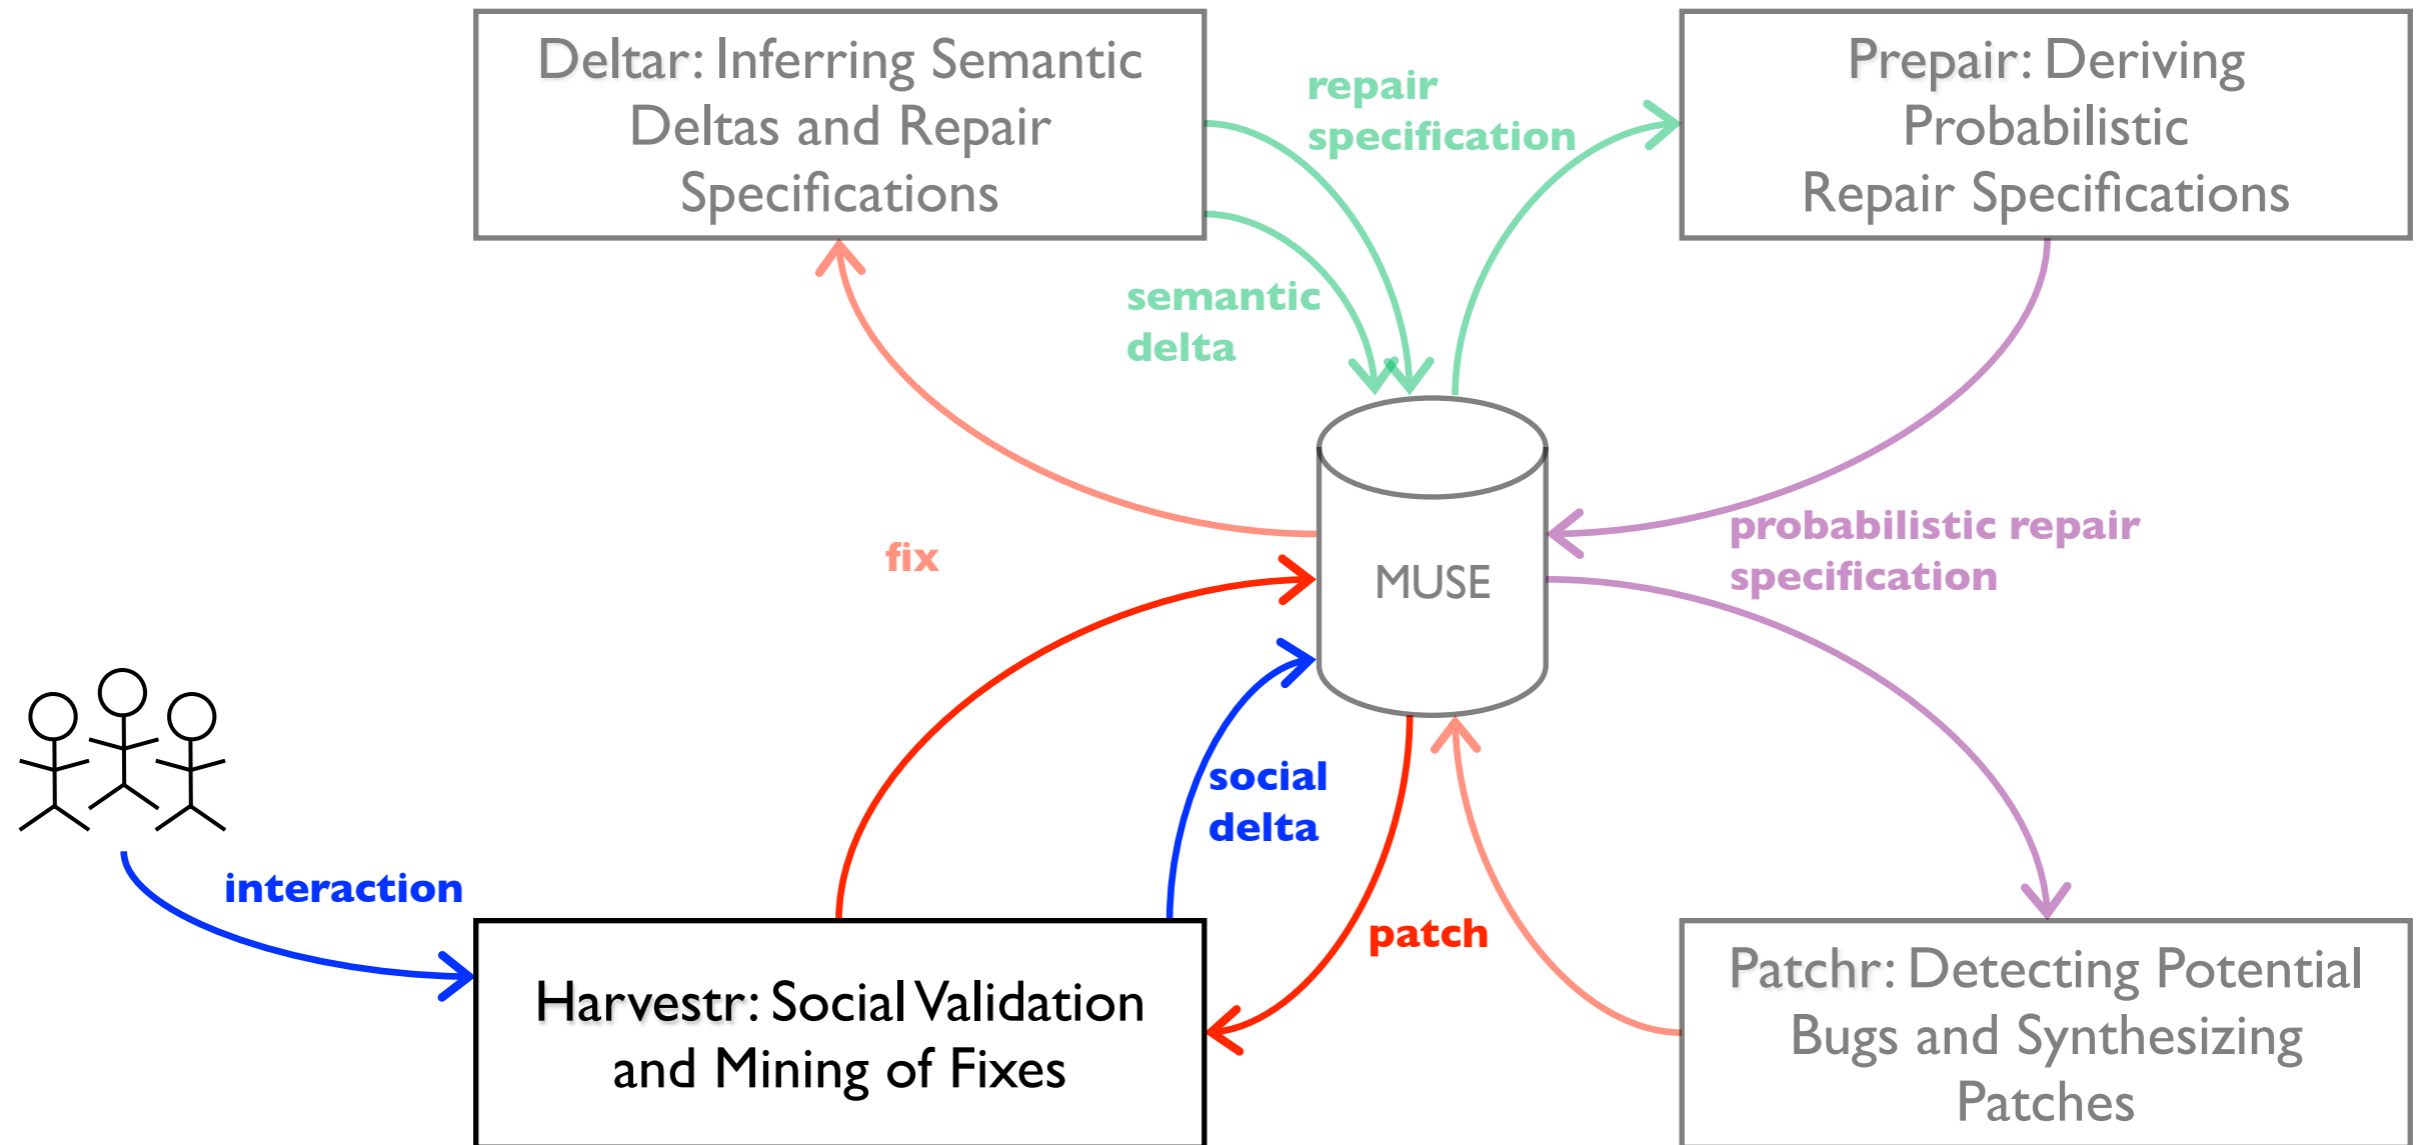 Deltar: Inferring Semantic
Deltas and Repair
Specifications
repair
specification
Prepair: Deriving
Probabilistic
Repair Specifications
semantic
delta
fix
MUSE
probabilistic repair
specification
social
delta
interaction
patch
Harvestr: Social Validation
and Mining of Fixes
Patchr: Detecting Potential
Bugs and Synthesizing
Patches